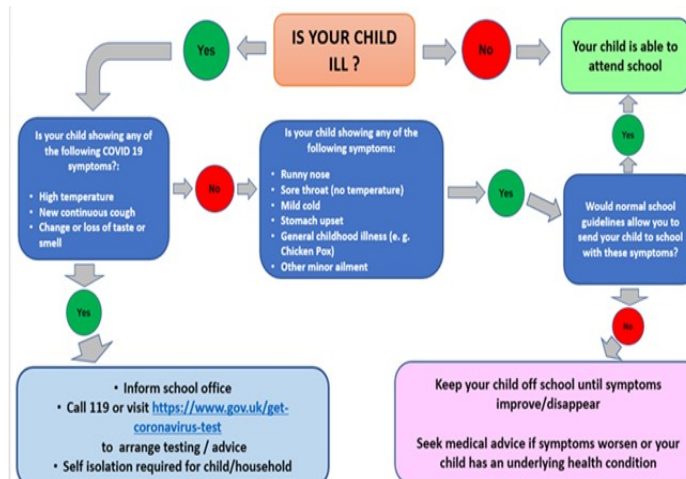 IS YOUR CHILD
ILL ?
Yes
No
Your child is able to
attend school
Is your child showing any of
the following COVID 19
symptoms?:
• High temperature
• New continuous cough
• Change or loss of taste or
smell
No
Is your child showing any of the
following symptoms:
• Runny nose
• Sore throat (no temperature)
• Mild cold
• Stomach upset
• General childhood illness (e. g.
Chicken Pox)
• Other minor ailment
Yes
Would normal school
guidelines allow you to
send your child to school
with these symptoms?
Yes
No
Yes
• Inform school office
• Call 119 or visit https://www.gov.uk/get-
coronavirus-test
to arrange testing / advice
• Self isolation required for child/household
Keep your child off school until symptoms
improve/disappear
Seek medical advice if symptoms worsen or your
child has an underlying health condition